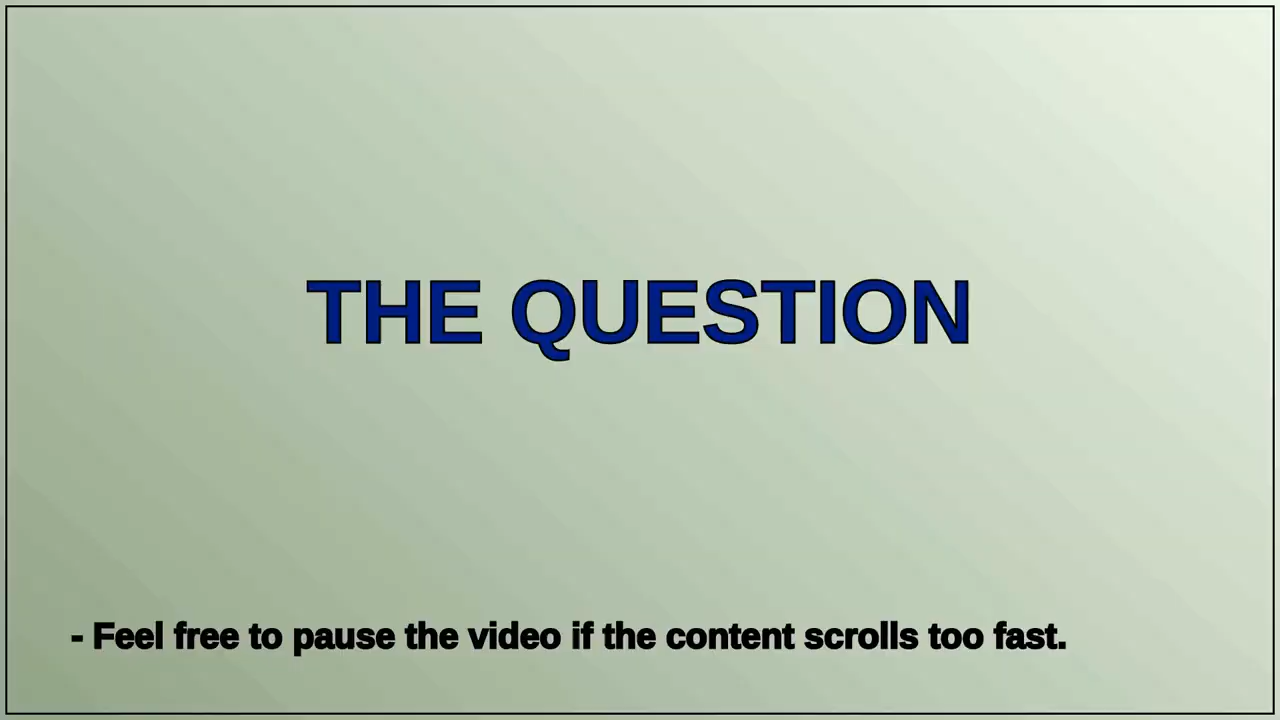 THE QUESTION
- Feel free to pause the video if the content scrolls too fast.